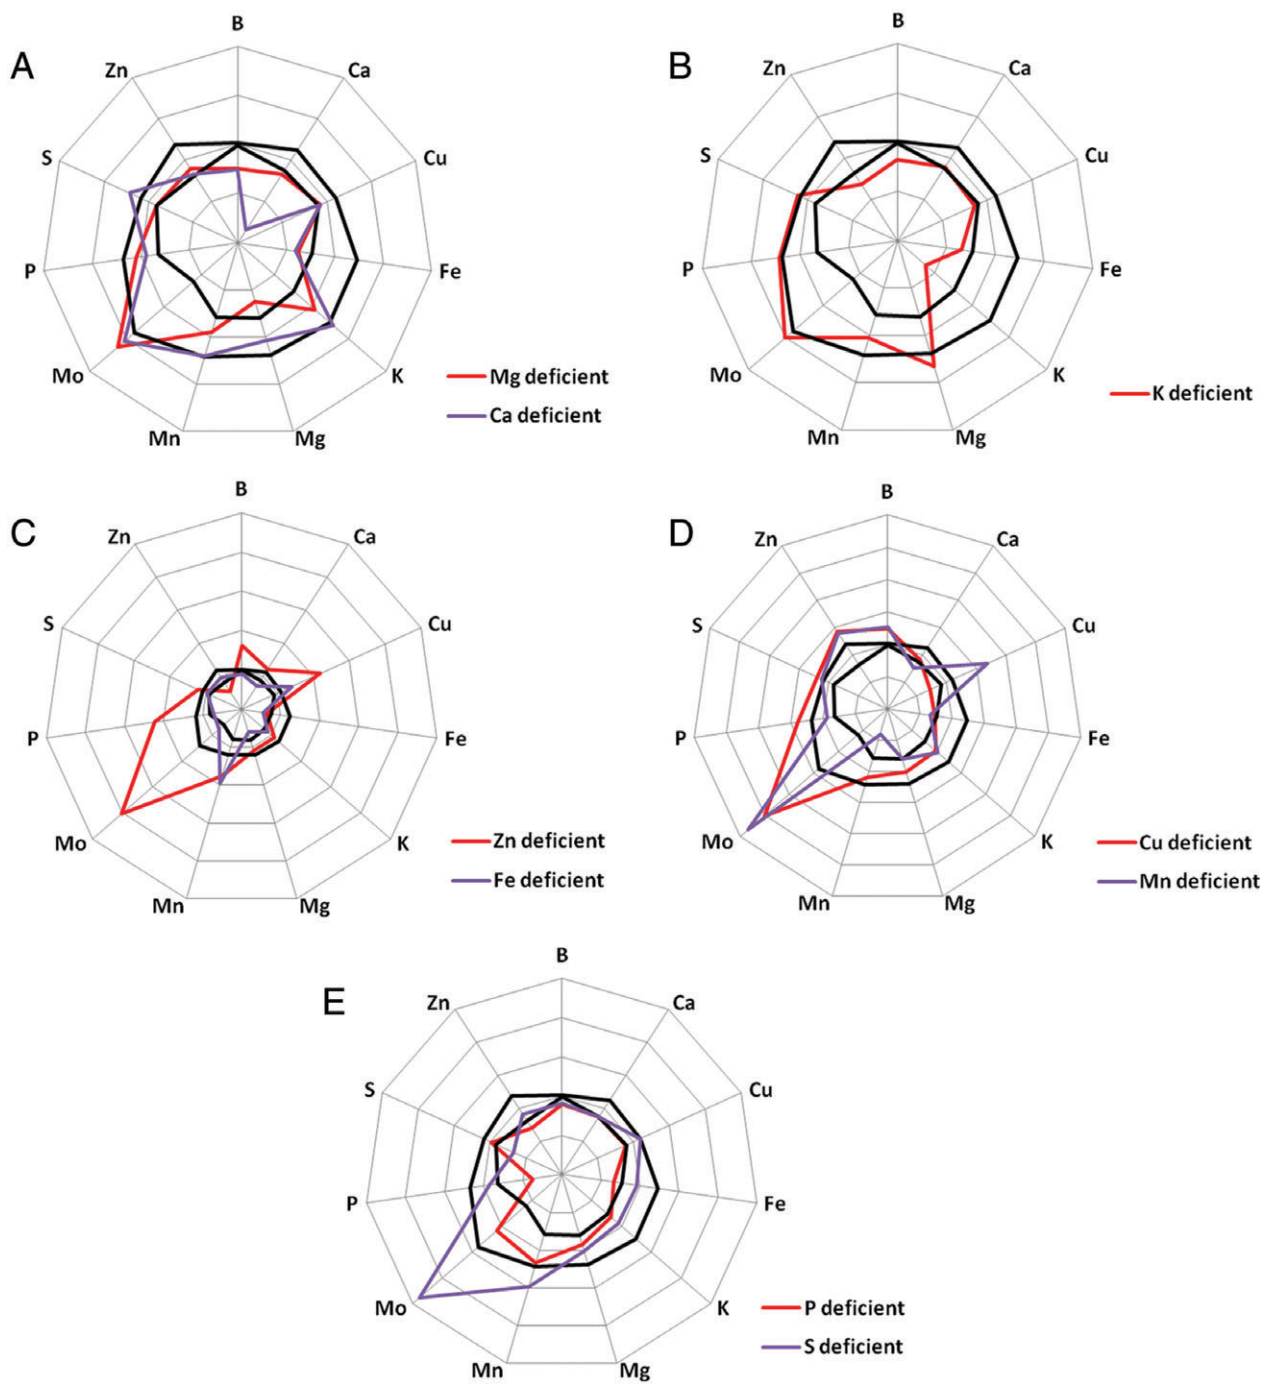 A
B
Ca
Cu
Fe
K
Mg
Mn
Mo
P
S
Zn
Mg deficient
Ca deficient
B
B
Ca
Cu
Fe
K
Mg
Mn
Mo
P
S
Zn
K deficient
C
B
Ca
Cu
Fe
K
Mg
Mn
Mo
P
S
Zn
Zn deficient
Fe deficient
D
B
Ca
Cu
Fe
K
Mg
Mn
Mo
P
S
Zn
Cu deficient
Mn deficient
E
B
Ca
Cu
Fe
K
Mg
Mn
Mo
P
S
Zn
P deficient
S deficient